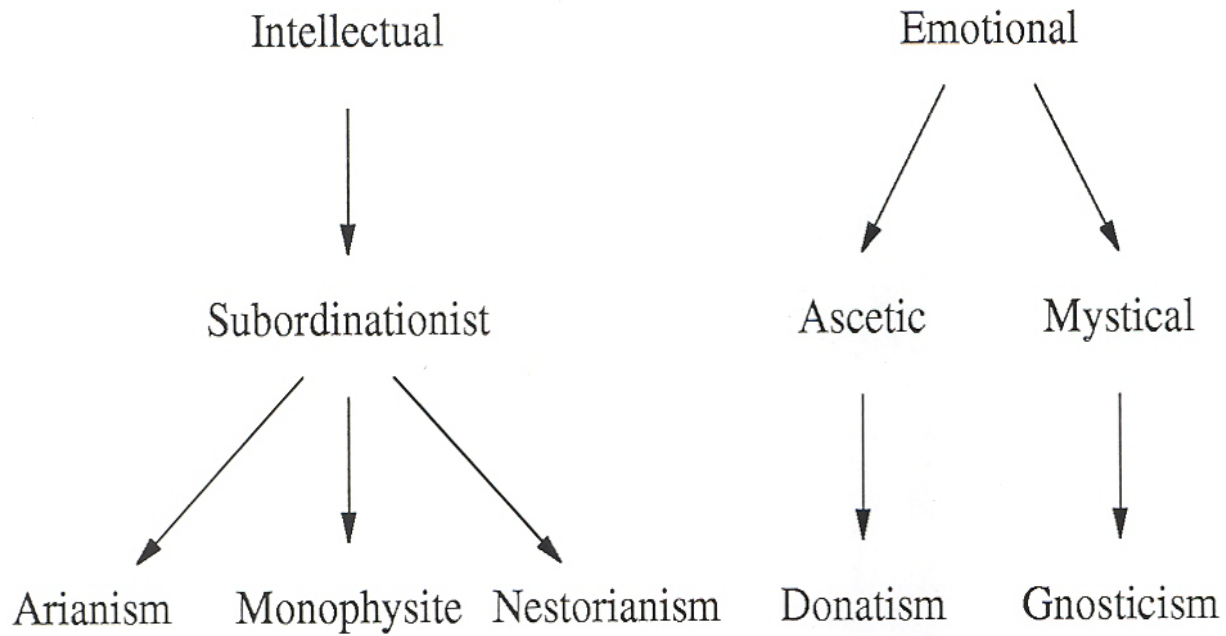 Intellectual Emotional
Subordinationist Ascetic Mystical
Arianism Monophysite Nestorianism Donatism Gnosticism